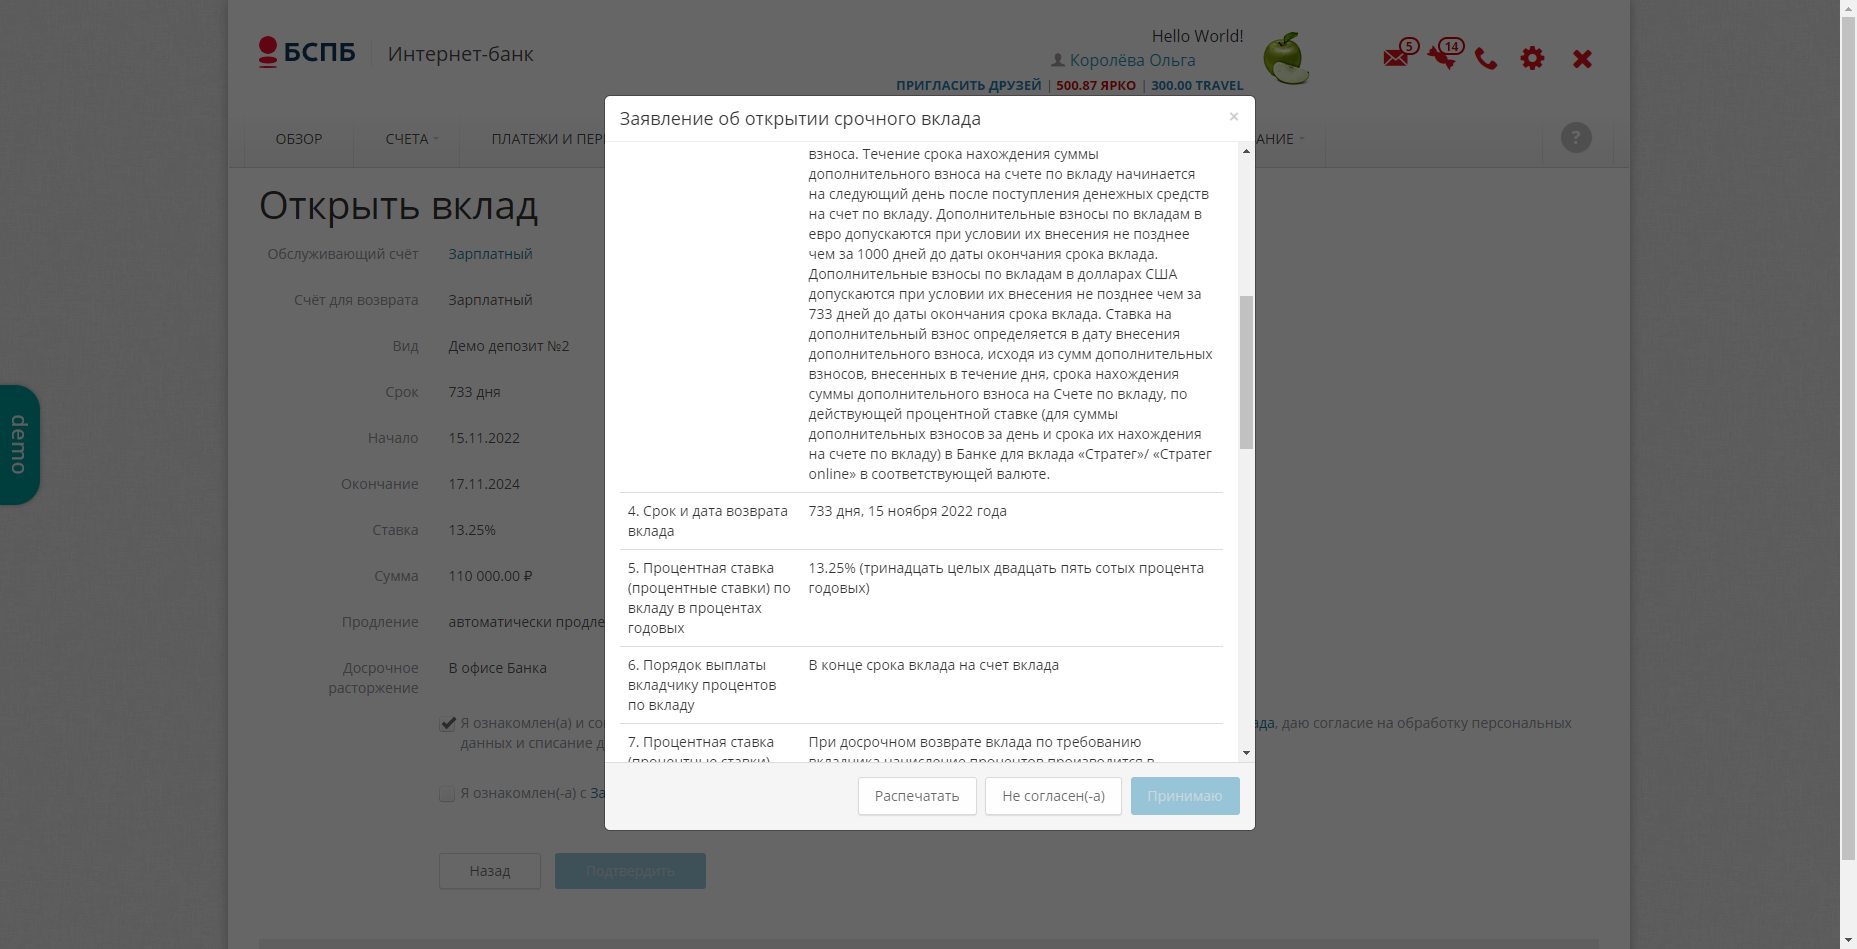 БСПБ
Интернет-банк
Hello World!
Королёва Ольга
ПРИГЛАСИТЬ ДРУЗЕЙ | 500.87 ЯРКО | 300.00 TRAVEL
5
14
ОБЗОР
СЧЕТА
ПЛАТЕЖИ И ПЕР
АНИЕ
?
Открыть вклад
Обслуживающий счёт Зарплатный
Счёт для возврата Зарплатный
Вид Демо депозит №2
Срок 733 дня
Начало 15.11.2022
Окончание 17.11.2024
Ставка 13.25%
Сумма 110 000.00 ₽
Продление автоматически продле
Досрочное
расторжение
В офисе Банка
Я ознакомлен(а) и со
ада, даю согласие на обработку персональных
данных и списание д
Я ознакомлен(-а) с За
Назад
Подтвердить
demo
Заявление об открытии срочного вклада
×
взноса. Течение срока нахождения суммы
дополнительного взноса на счете по вкладу начинается
на следующий день после поступления денежных средств
на счет по вкладу. Дополнительные взносы по вкладам в
евро допускаются при условии их внесения не позднее
чем за 1000 дней до даты окончания срока вклада.
Дополнительные взносы по вкладам в долларах США
допускаются при условии их внесения не позднее чем за
733 дней до даты окончания срока вклада. Ставка на
дополнительный взнос определяется в дату внесения
дополнительного взноса, исходя из сумм дополнительных
взносов, внесенных в течение дня, срока нахождения
суммы дополнительного взноса на Счете по вкладу, по
действующей процентной ставке (для суммы
дополнительных взносов за день и срока их нахождения
на счете по вкладу) в Банке для вклада «Стратег»/ «Стратег
online» в соответствующей валюте.
4. Срок и дата возврата
вклада
733 дня, 15 ноября 2022 года
5. Процентная ставка
(процентные ставки) по
вкладу в процентах
годовых
13.25% (тринадцать целых двадцать пять сотых процента
годовых)
6. Порядок выплаты
вкладчику процентов
по вкладу
В конце срока вклада на счет вклада
7. Процентная ставка
(процентные ставки)
При досрочном возврате вклада по требованию
вкладчика начисление процентов производится в
Распечатать
Не согласен(-а)
Принимаю